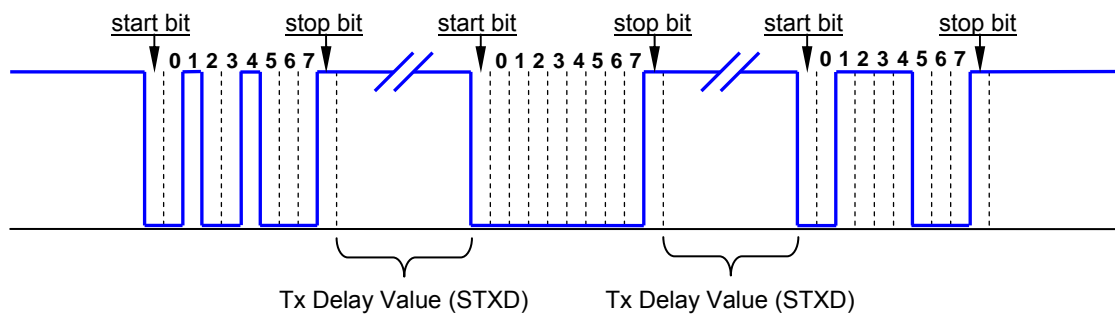 start bit stop bit start bit stop bit start bit stop bit
0 1 2 3 4 5 6 7 0 1 2 3 4 5 6 7 0 1 2 3 4 5 6 7
Tx Delay Value (STXD) Tx Delay Value (STXD)